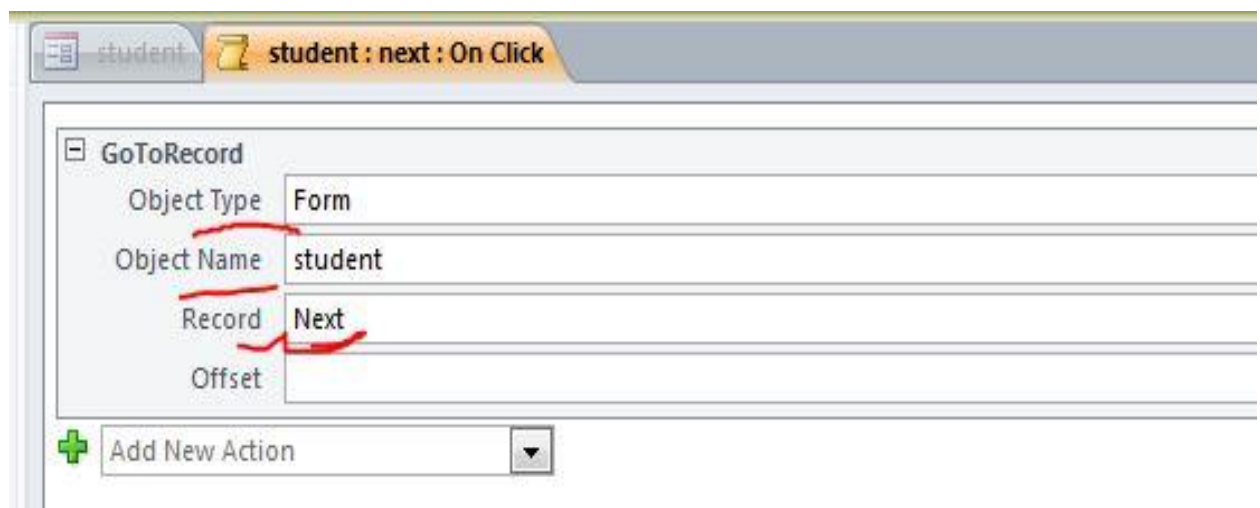 student student : next : On Click
GoToRecord
Object Type Form
Object Name student
Record Next
Offset
Add New Action